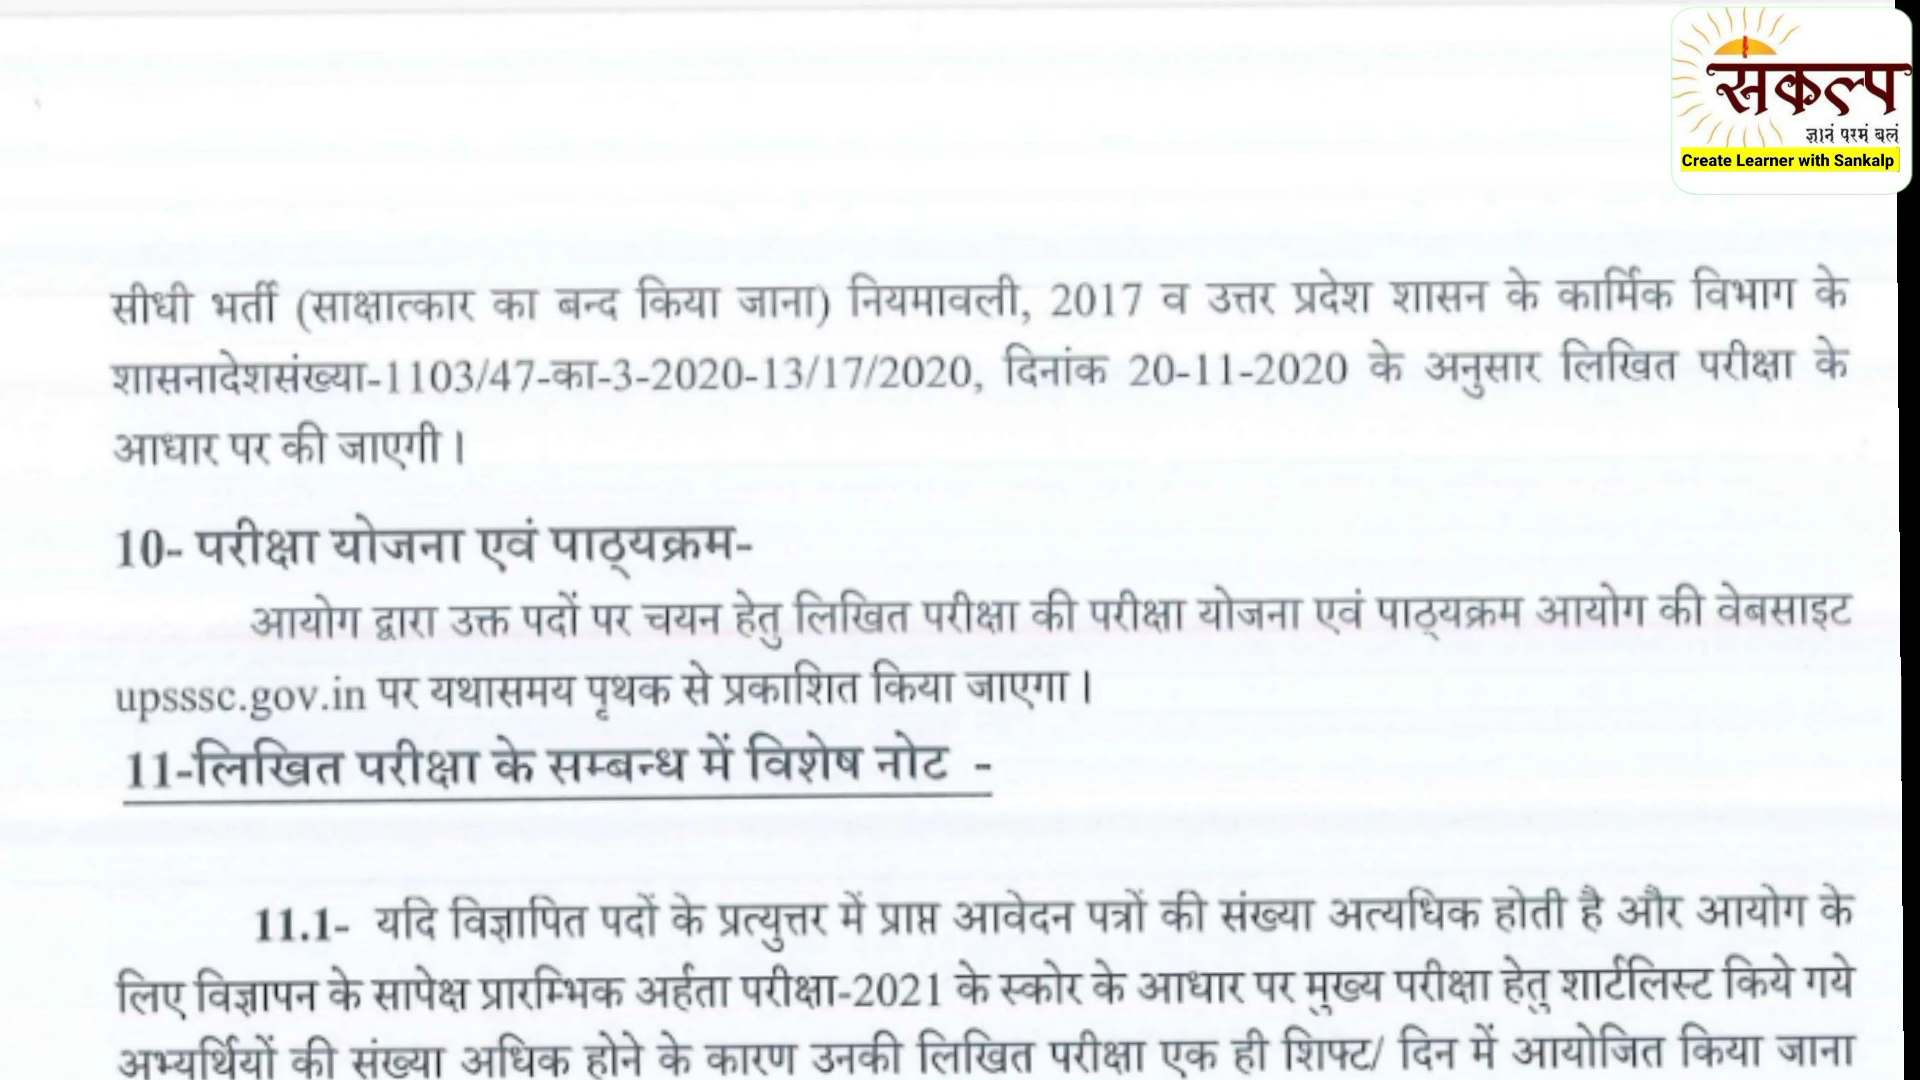 संकल्प
ज्ञानं परमं बलं
Create Learner with Sankalp
सीधी भर्ती (साक्षात्कार का बन्द किया जाना) नियमावली, 2017 व उत्तर प्रदेश शासन के कार्मिक विभाग के
शासनादेशसंख्या-1103/47-का-3-2020-13/17/2020, दिनांक 20-11-2020 के अनुसार लिखित परीक्षा के
आधार पर की जाएगी।
10- परीक्षा योजना एवं पाठ्यक्रम-
आयोग द्वारा उक्त पदों पर चयन हेतु लिखित परीक्षा की परीक्षा योजना एवं पाठ्यक्रम आयोग की वेबसाइट
upsssc.gov.in पर यथासमय पृथक से प्रकाशित किया जाएगा।
11-लिखित परीक्षा के सम्बन्ध में विशेष नोट -
11.1- यदि विज्ञापित पदों के प्रत्युत्तर में प्राप्त आवेदन पत्रों की संख्या अत्यधिक होती है और आयोग के
लिए विज्ञापन के सापेक्ष प्रारम्भिक अर्हता परीक्षा-2021 के स्कोर के आधार पर मुख्य परीक्षा हेतु शार्टलिस्ट किये गये
अभ्यर्थियों की संख्या अधिक होने के कारण उनकी लिखित परीक्षा एक ही शिफ्ट/ दिन में आयोजित किया जाना